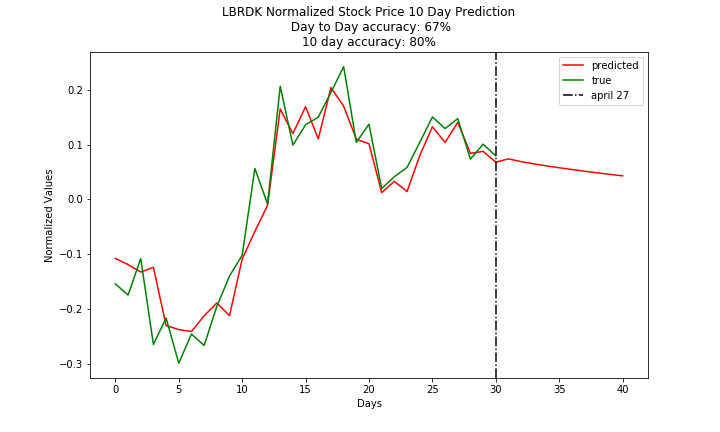 LBRDK Normalized Stock Price 10 Day Prediction
Day to Day accuracy: 67%
10 day accuracy: 80%
predicted
true
april 27
Normalized Values
0.2
0.1
0.0
−0.1
−0.2
−0.3
0 5 10 15 20 25 30 35 40
Days